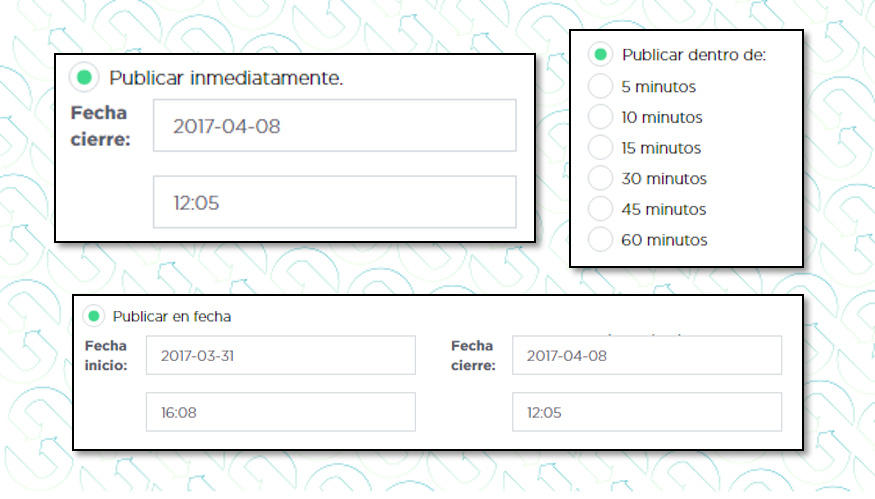 Publicar inmediatamente.
Fecha
cierre:
2017-04-08
12:05
Publicar dentro de:
5 minutos
10 minutos
15 minutos
30 minutos
45 minutos
60 minutos
Publicar en fecha
Fecha
inicio:
2017-03-31
16:08
Fecha
cierre:
2017-04-08
12:05